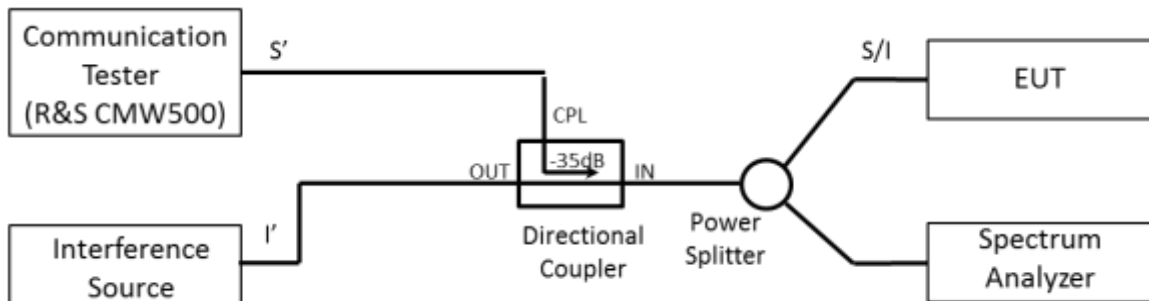 Communication
Tester
(R&S CMW500)
S'
CPL
-35dB
OUT
IN
Directional
Coupler
Power
Splitter
S/I
EUT
I'
Interference
Source
Spectrum
Analyzer